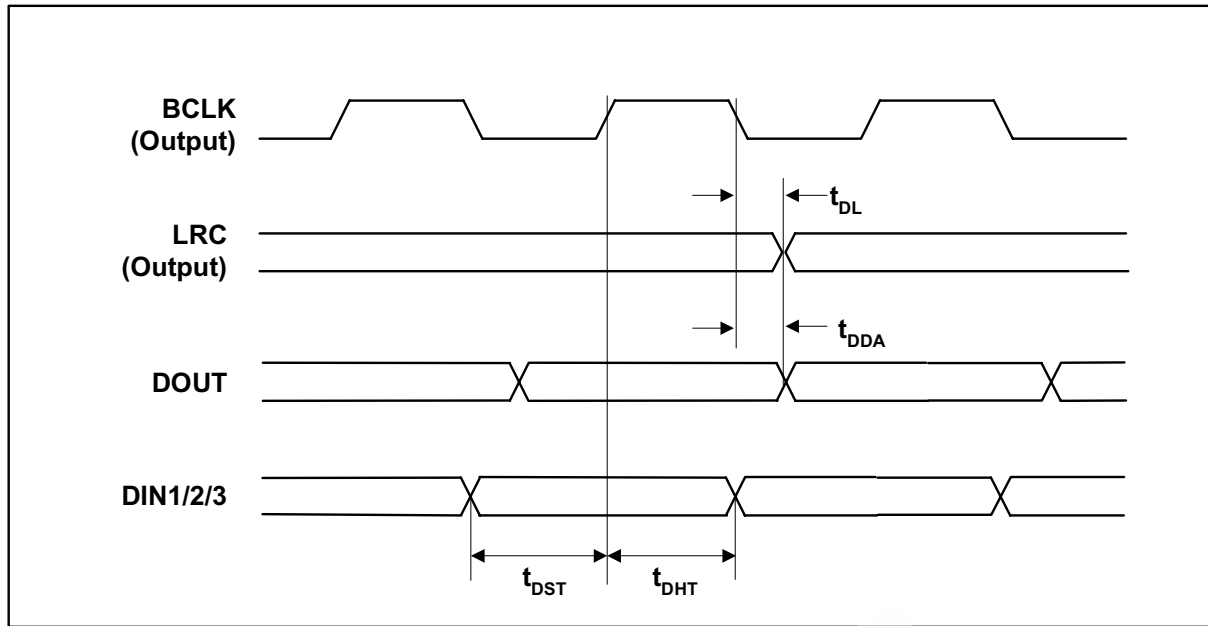 BCLK
(Output)
t_DL
LRC
(Output)
t_DDA
DOUT
DIN1/2/3
t_DST
t_DHT